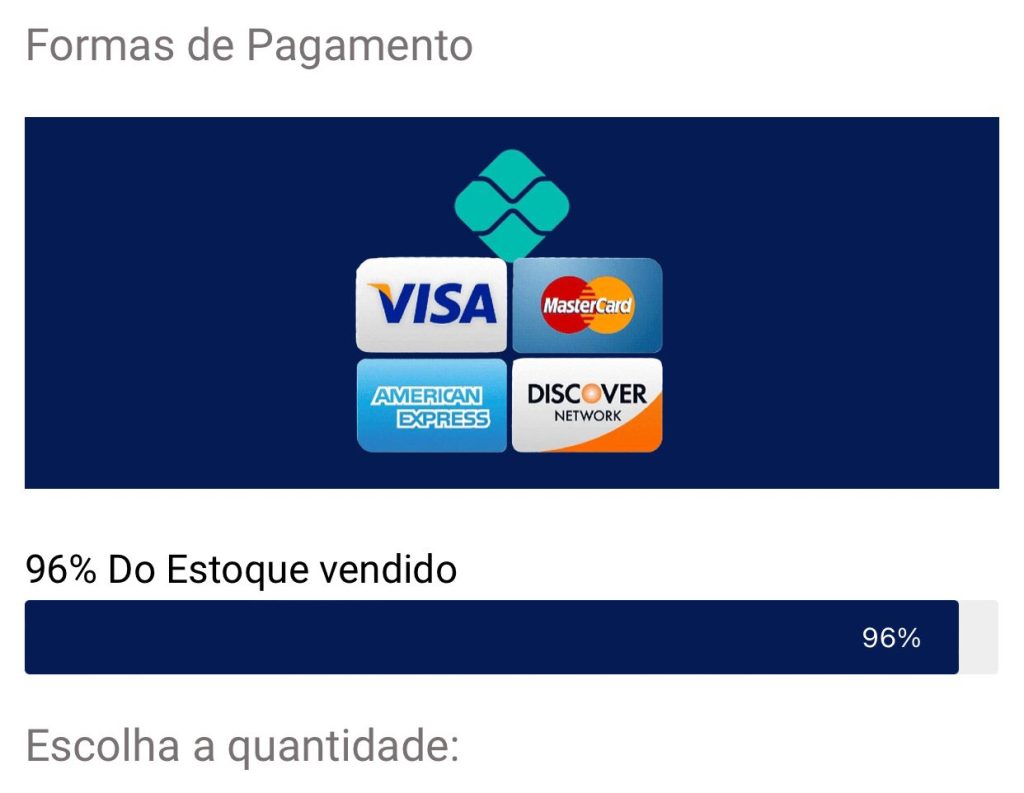 Formas de Pagamento
VISA
MasterCard
AMERICAN
EXPRESS
DISCOVER
NETWORK
96% Do Estoque vendido
96%
Escolha a quantidade: